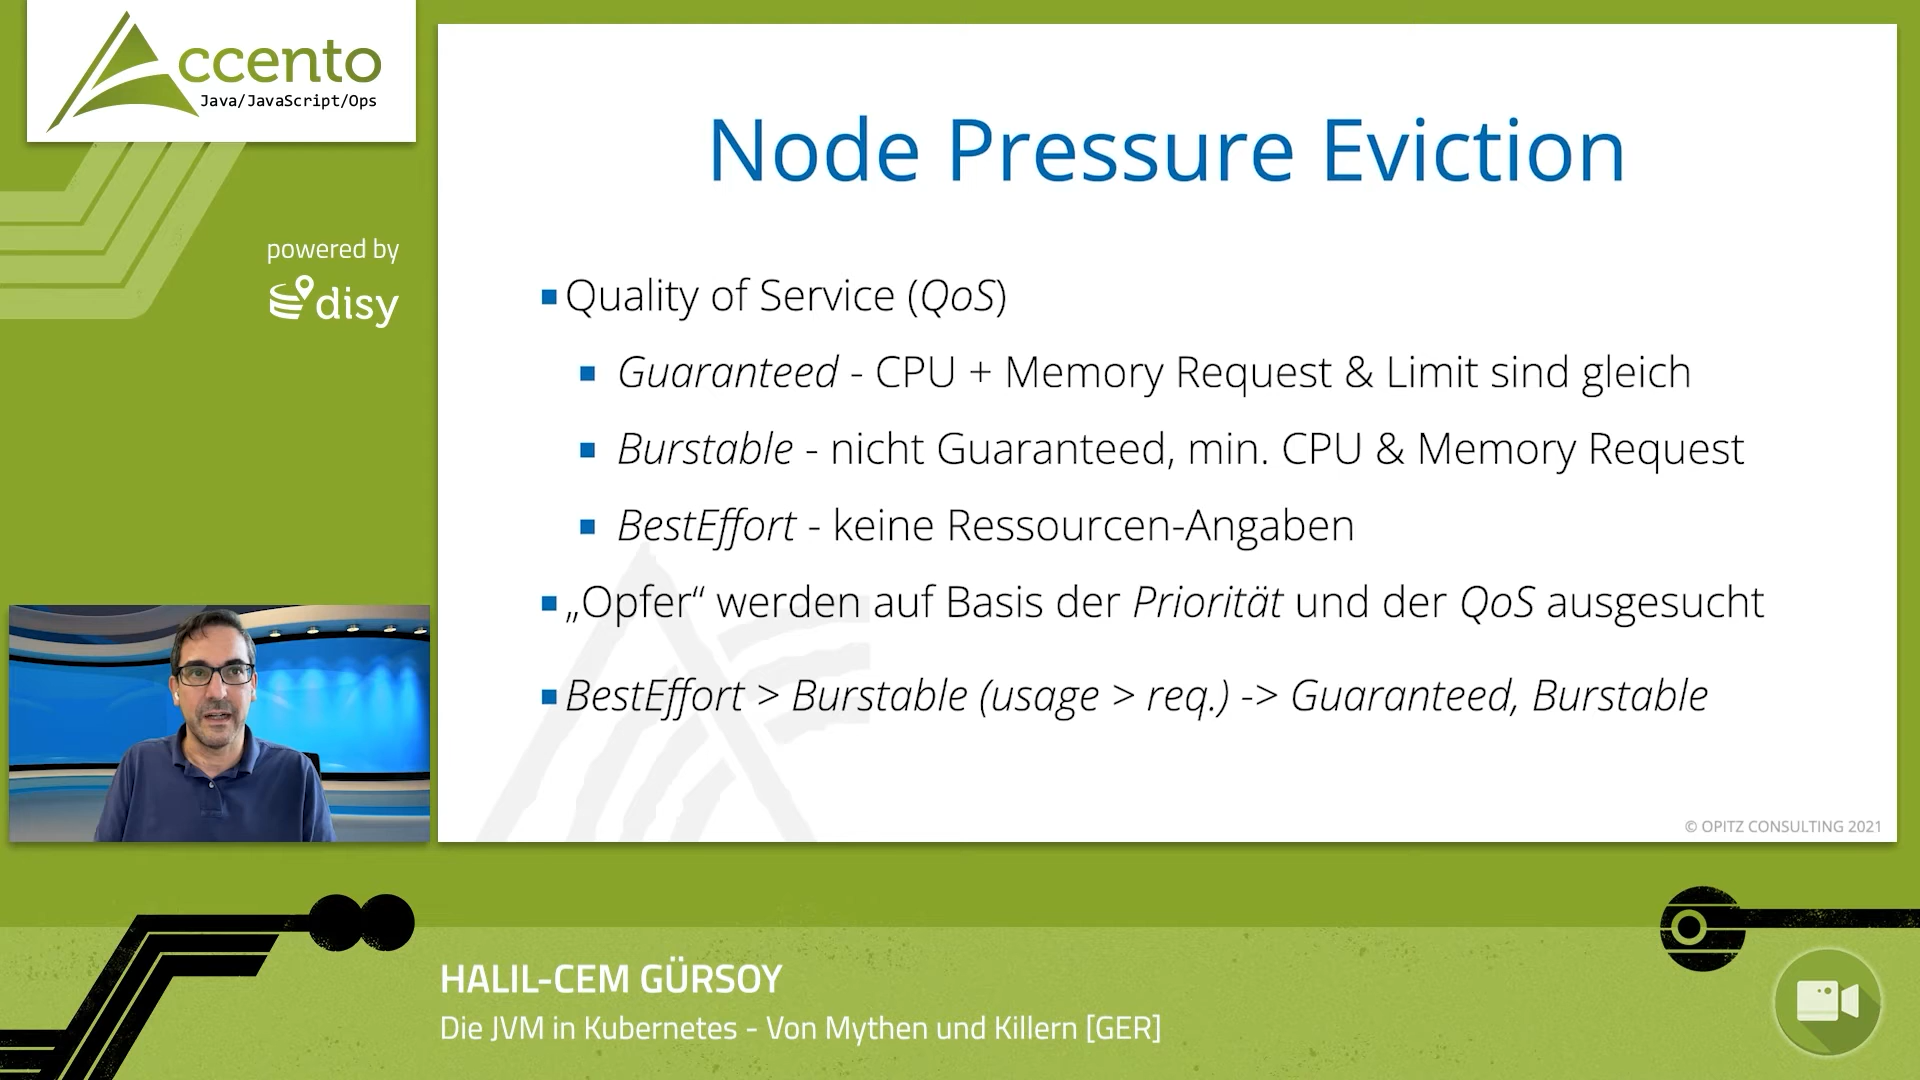 Accento
Java/JavaScript/Ops
powered by
disy
Node Pressure Eviction
Quality of Service (QoS)
Guaranteed - CPU + Memory Request & Limit sind gleich
Burstable - nicht Guaranteed, min. CPU & Memory Request
BestEffort - keine Ressourcen-Angaben
„Opfer“ werden auf Basis der Priorität und der QoS ausgesucht
BestEffort > Burstable (usage > req.) -> Guaranteed, Burstable
© OPITZ CONSULTING 2021
HALIL-CEM GÜRSOY
Die JVM in Kubernetes - Von Mythen und Killern [GER]